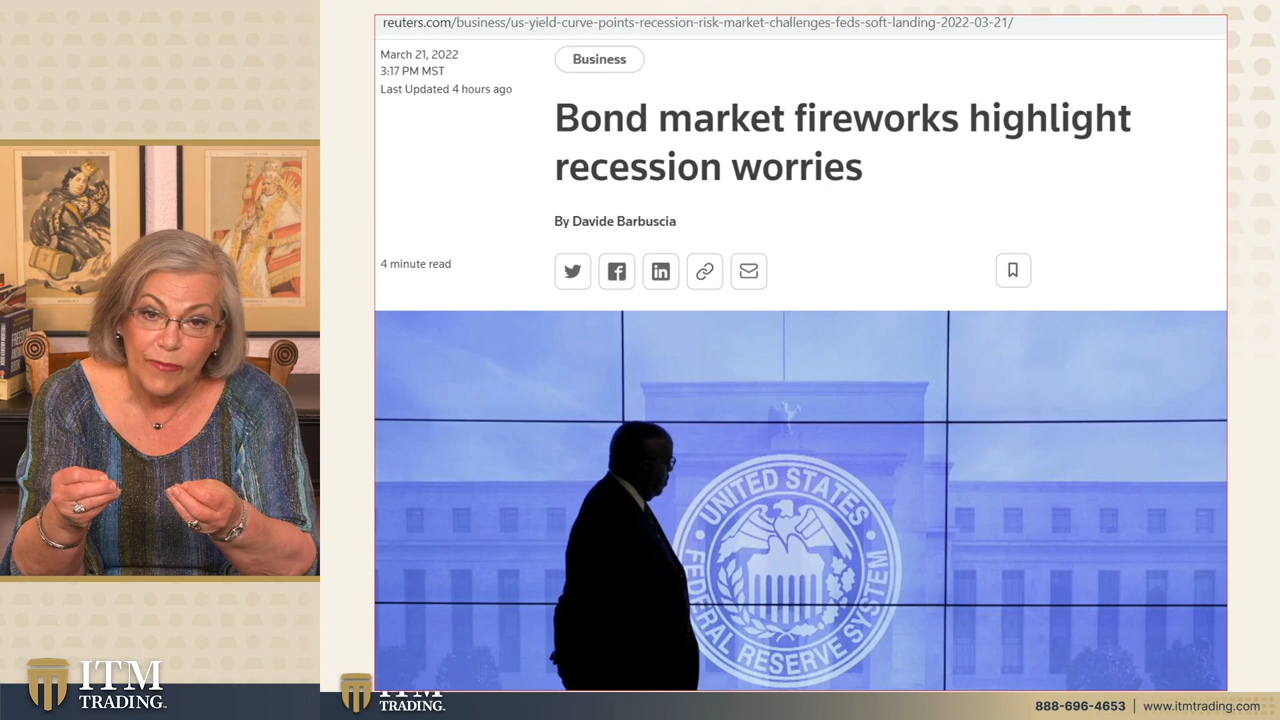 reuters.com/business/us-yield-curve-points-recession-risk-market-challenges-feds-soft-landing-2022-03-21/
March 21, 2022
3:17 PM MST
Last Updated 4 hours ago
Business
Bond market fireworks highlight
recession worries
By Davide Barbuscia
4 minute read
UNITED STATES
FEDERAL RESERVE SYSTEM
ITM
TRADING™
ITM
TRADING.
888-696-4653 | www.itmtrading.com